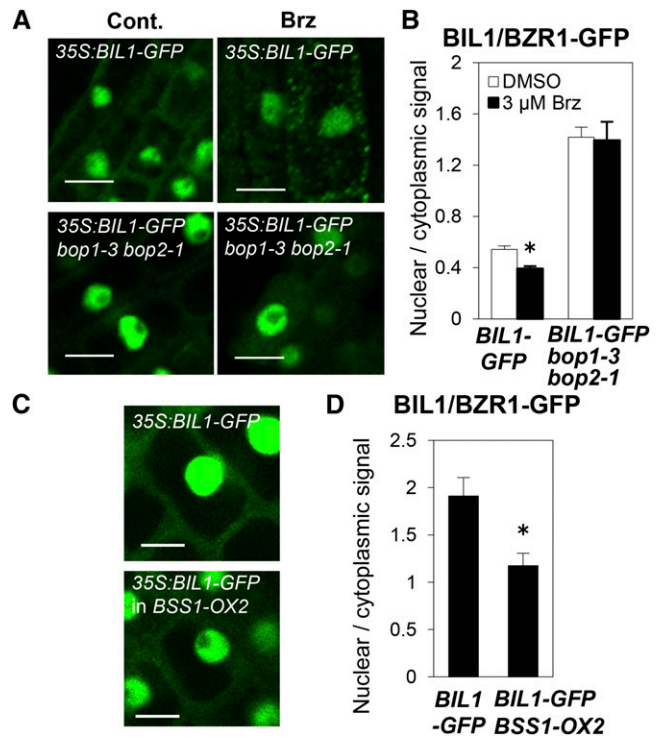 A
Cont.
Brz
35S:BIL1-GFP
35S:BIL1-GFP
35S:BIL1-GFP
bop1-3 bop2-1
35S:BIL1-GFP
bop1-3 bop2-1
B
BIL1/BZR1-GFP
Nuclear / cytoplasmic signal
2
1.6
1.2
0.8
0.4
0
DMSO
3 µM Brz
*
BIL1-
GFP
BIL1-GFP
bop1-3
bop2-1
C
35S:BIL1-GFP
35S:BIL1-GFP
in BSS1-OX2
D
BIL1/BZR1-GFP
Nuclear / cytoplasmic signal
2.5
2
1.5
1
0.5
0
*
BIL1
-GFP
BIL1-GFP
BSS1-OX2